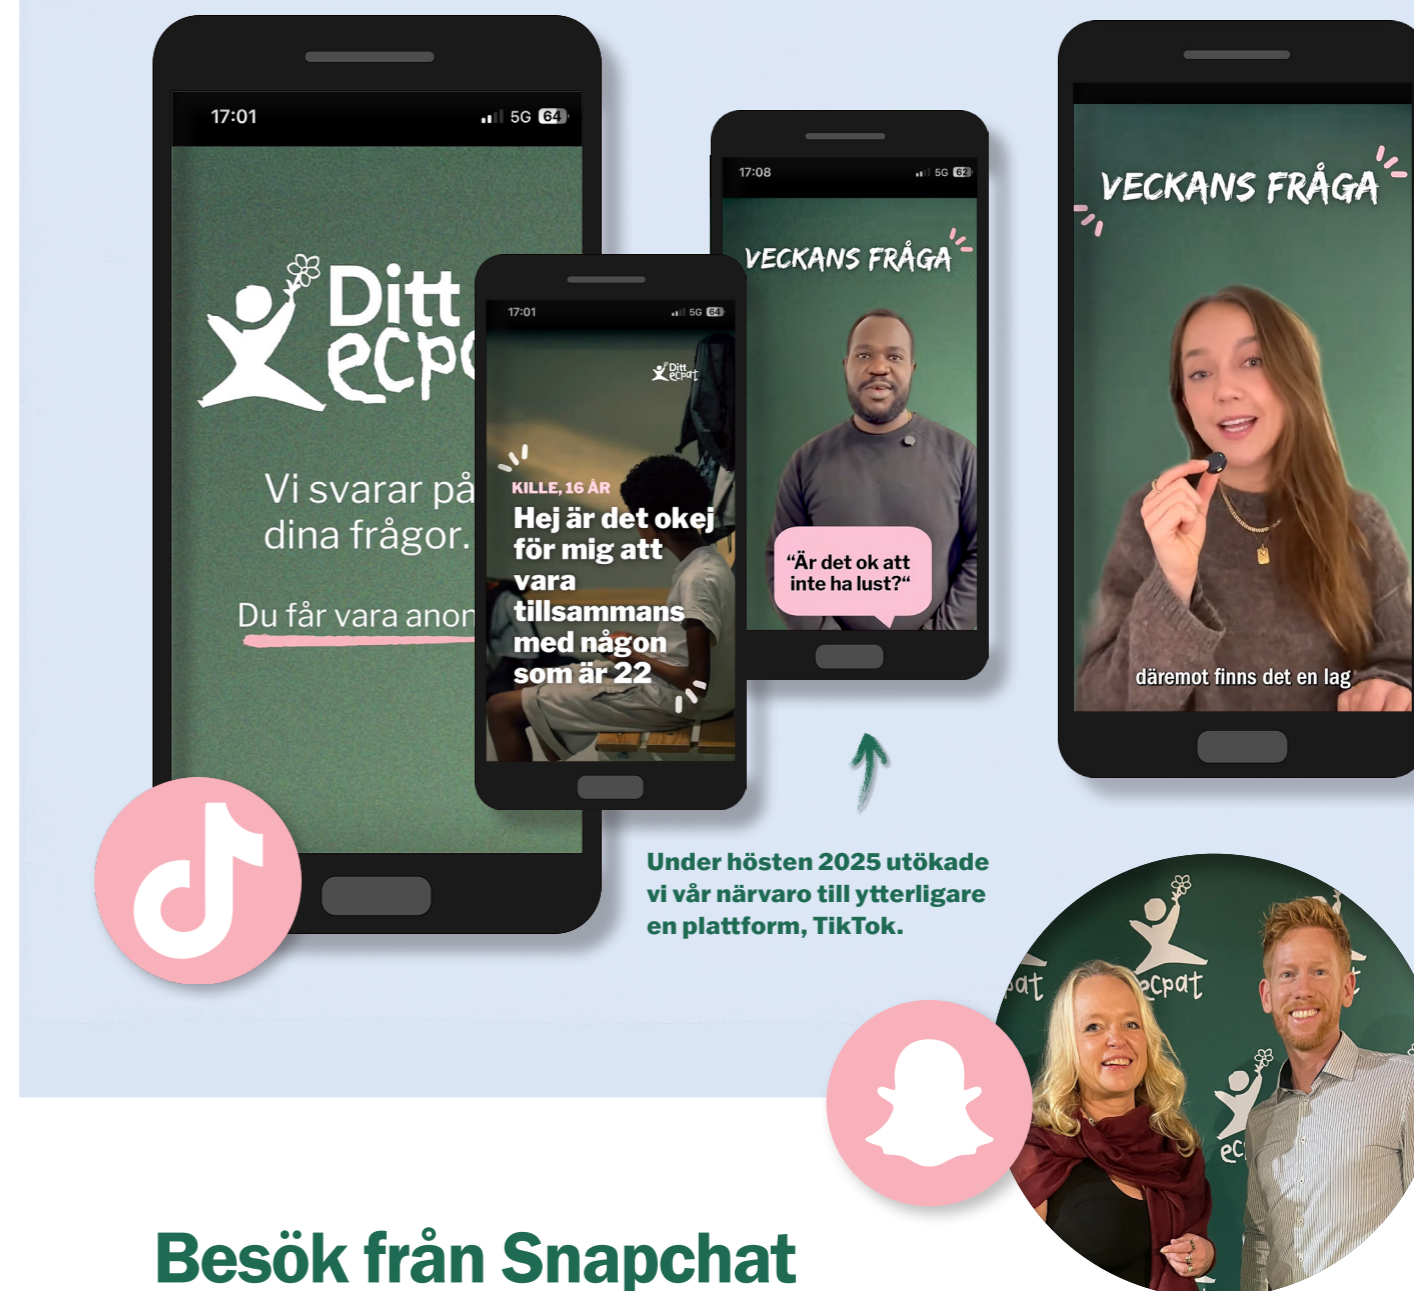 17:01
5G 64
Ditt
Vi svarar på
dina frågor.
Du får vara
17:01
5G 64
Ditt
ecpat
KILLE, 16 ÅR
Hej är det okej
för mig att
vara
tillsammans
med någon
som är 22
17:08
5G 62
VECKANS FRÅGA
“Är det ok att
inte ha lust?“
VECKANS FRÅGA
däremot finns det en lag
Under hösten 2025 utökade
vi vår närvaro till ytterligare
en plattform, TikTok.
ecpat
Besök från Snapchat